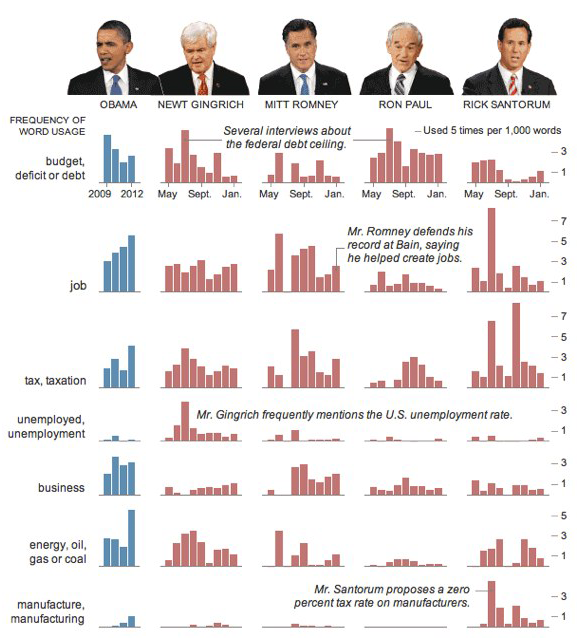 OBAMA NEWT GINGRICH MITT ROMNEY RON PAUL RICK SANTORUM
FREQUENCY OF
WORD USAGE
Several interviews about
the federal debt ceiling.
Used 5 times per 1,000 words
budget,
deficit or debt
3
1
2009 2012 May Sept. Jan. May Sept. Jan. May Sept. Jan. May Sept. Jan.
Mr. Romney defends his
record at Bain, saying
he helped create jobs.
7
5
3
1
job
7
5
3
1
tax, taxation
unemployed,
unemployment
Mr. Gingrich frequently mentions the U.S. unemployment rate.
3
1
business
3
1
energy, oil,
gas or coal
5
3
1
Mr. Santorum proposes a zero
percent tax rate on manufacturers.
manufacture,
manufacturing
3
1